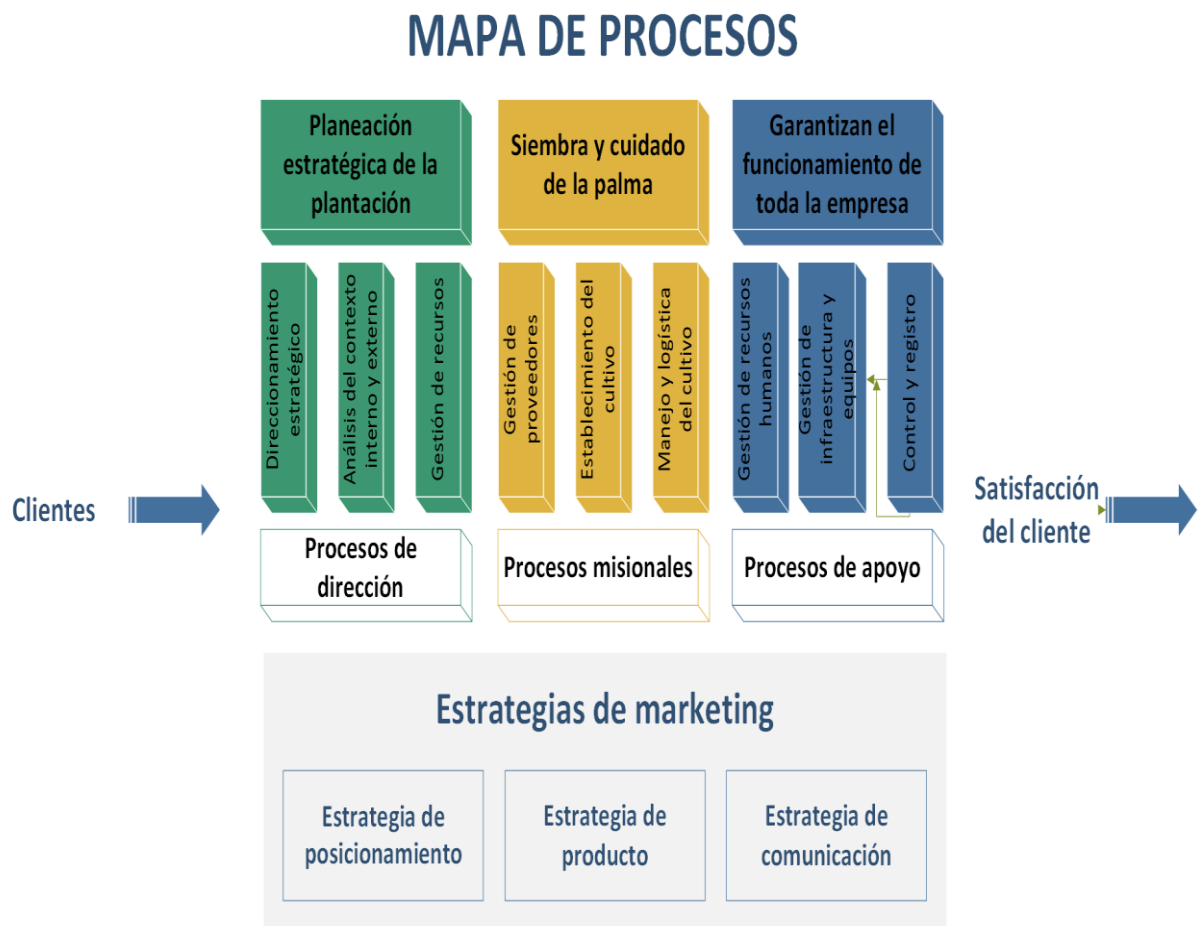 MAPA DE PROCESOS
Planeación
estratégica de la
plantación
Siembra y cuidado
de la palma
Garantizan el
funcionamiento de
toda la empresa
Direccionamiento
estratégico
Análisis del contexto
interno y externo
Gestión de recursos
Gestión de
proveedores
Establecimiento del
cultivo
Manejo y logística
del cultivo
Gestión de recursos
humanos
Gestión de
infraestructura y
equipos
Control y registro
Clientes
Satisfacción
del cliente
Procesos de
dirección
Procesos misionales
Procesos de apoyo
Estrategias de marketing
Estrategia de
posicionamiento
Estrategia de
producto
Estrategia de
comunicación